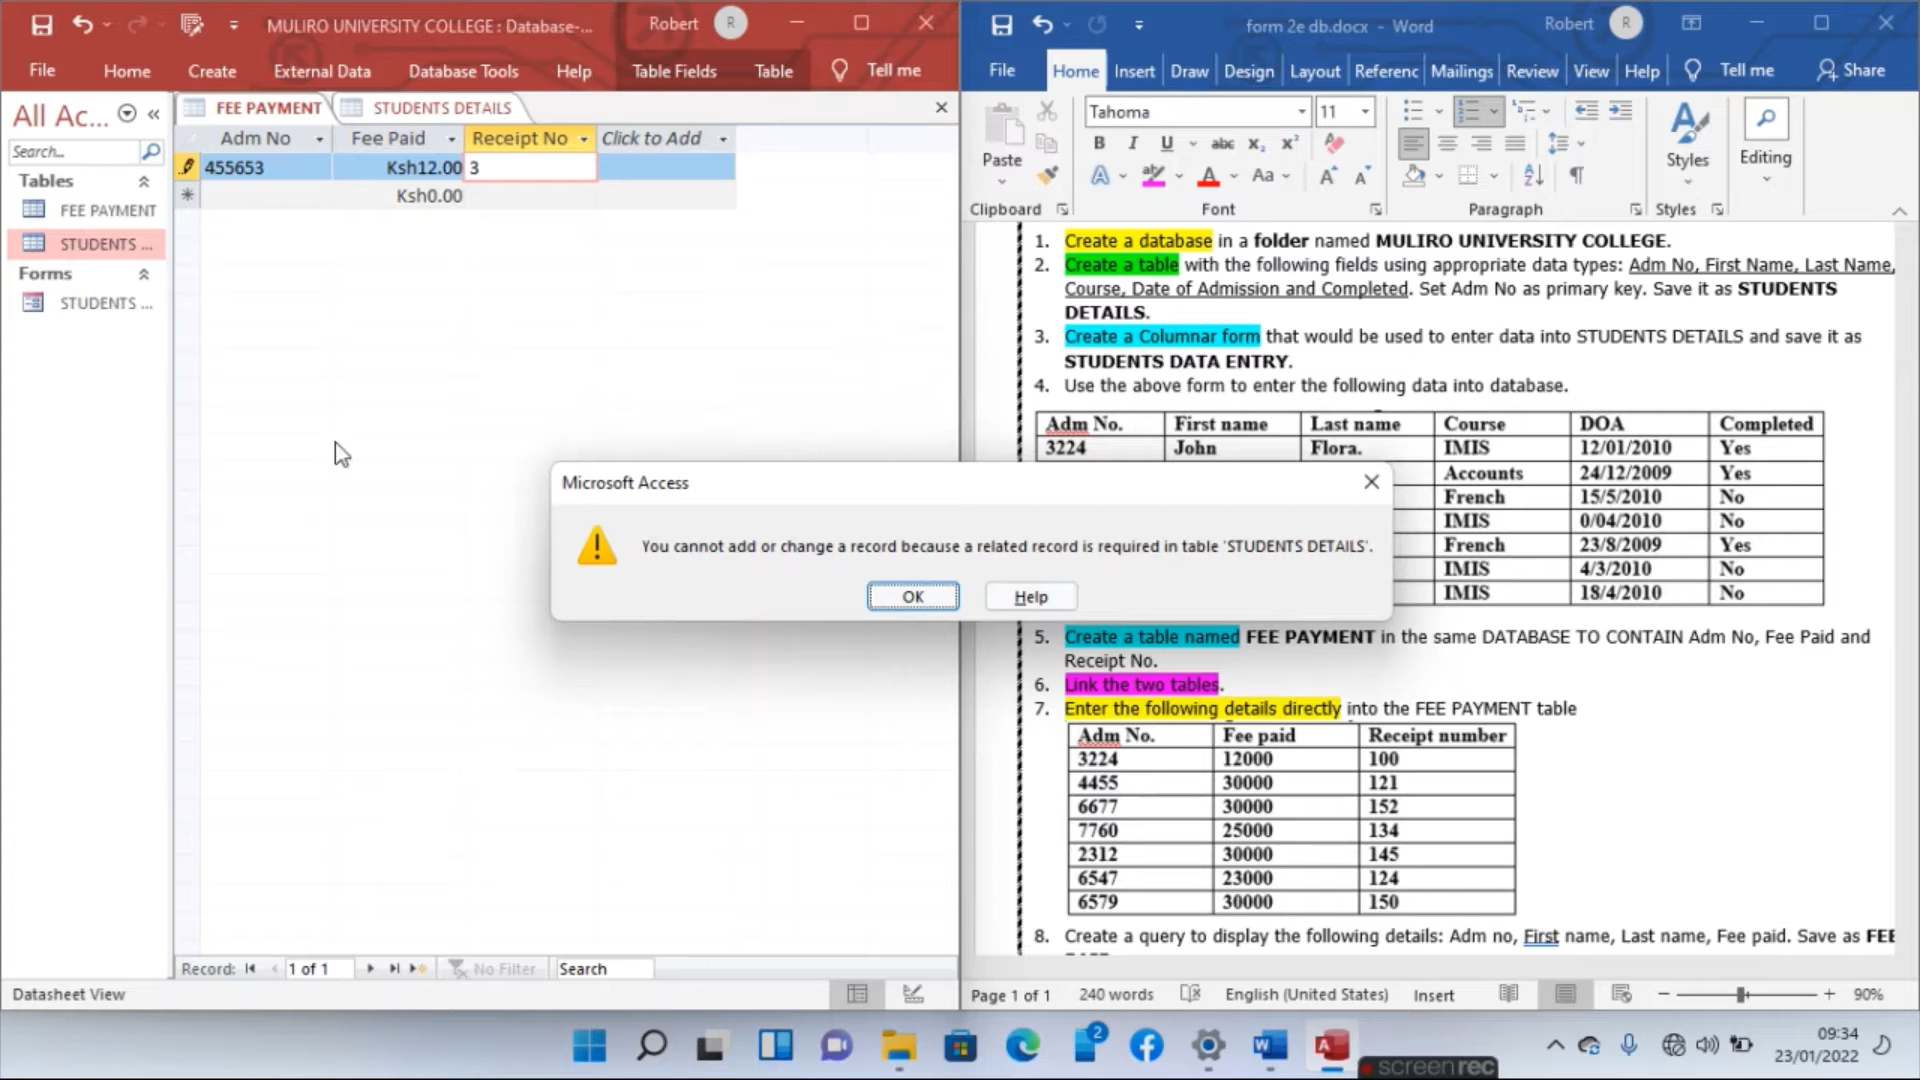 MULIRO UNIVERSITY COLLEGE : Database-...
Robert
R
File
Home
Create
External Data
Database Tools
Help
Table Fields
Table
Tell me
All Ac...
Search...
Tables
FEE PAYMENT
STUDENTS ...
Forms
STUDENTS ...
FEE PAYMENT
STUDENTS DETAILS
Adm No
Fee Paid
Receipt No
Click to Add
455653
Ksh12.00
3
Ksh0.00
Record:
1 of 1
No Filter
Search
Datasheet View
form 2e db.docx - Word
Robert
R
File
Home
Insert
Draw
Design
Layout
Referenc
Mailings
Review
View
Help
Tell me
Share
Paste
Clipboard
Tahoma
11
B I U abc x₂ x²
A A Aa A A
Font
Paragraph
Styles
Styles
Editing
1. Create a database in a folder named MULIRO UNIVERSITY COLLEGE.
2. Create a table with the following fields using appropriate data types: Adm No, First Name, Last Name,
Course, Date of Admission and Completed. Set Adm No as primary key. Save it as STUDENTS
DETAILS.
3. Create a Columnar form that would be used to enter data into STUDENTS DETAILS and save it as
STUDENTS DATA ENTRY.
4. Use the above form to enter the following data into database.
Adm No. First name Last name Course DOA Completed
3224 John Flora. IMIS 12/01/2010 Yes
Accounts 24/12/2009 Yes
French 15/5/2010 No
IMIS 0/04/2010 No
French 23/8/2009 Yes
IMIS 4/3/2010 No
IMIS 18/4/2010 No
Microsoft Access
You cannot add or change a record because a related record is required in table 'STUDENTS DETAILS'.
OK
Help
5. Create a table named FEE PAYMENT in the same DATABASE TO CONTAIN Adm No, Fee Paid and
Receipt No.
6. Link the two tables.
7. Enter the following details directly into the FEE PAYMENT table
Adm No. Fee paid Receipt number
3224 12000 100
4455 30000 121
6677 30000 152
7760 25000 134
2312 30000 145
6547 23000 124
6579 30000 150
8. Create a query to display the following details: Adm no, First name, Last name, Fee paid. Save as FEE
Page 1 of 1
240 words
English (United States)
Insert
90%
2
09:34
23/01/2022
screenrec